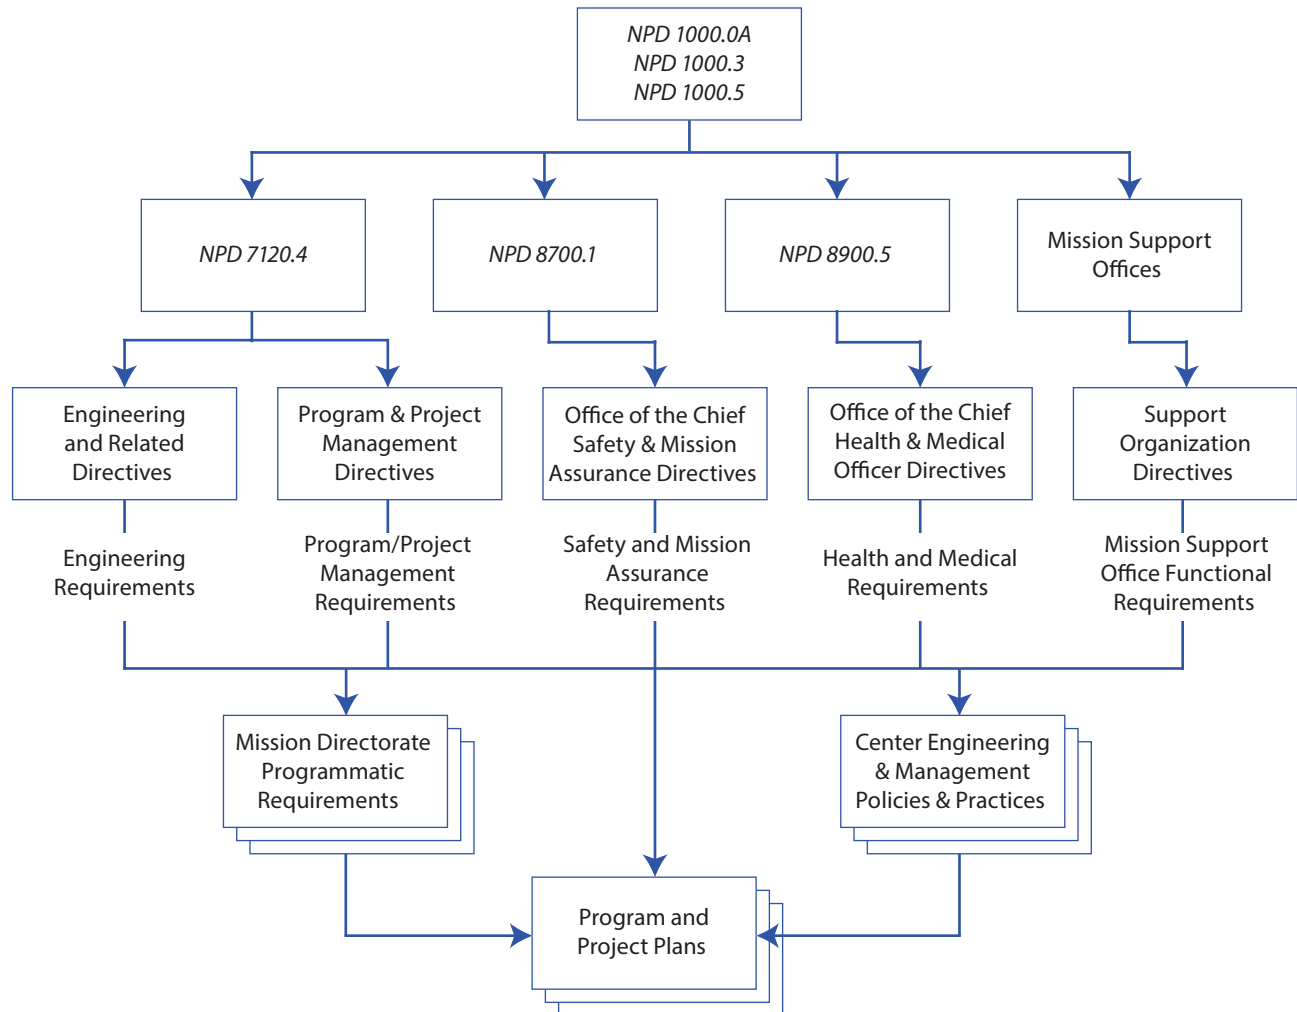 NPD 1000.0A
NPD 1000.3
NPD 1000.5
NPD 7120.4
NPD 8700.1
NPD 8900.5
Mission Support
Offices
Engineering
and Related
Directives
Program & Project
Management
Directives
Office of the Chief
Safety & Mission
Assurance Directives
Office of the Chief
Health & Medical
Officer Directives
Support
Organization
Directives
Engineering
Requirements
Program/Project
Management
Requirements
Safety and Mission
Assurance
Requirements
Health and Medical
Requirements
Mission Support
Office Functional
Requirements
Mission Directorate
Programmatic
Requirements
Center Engineering
& Management
Policies & Practices
Program and
Project Plans